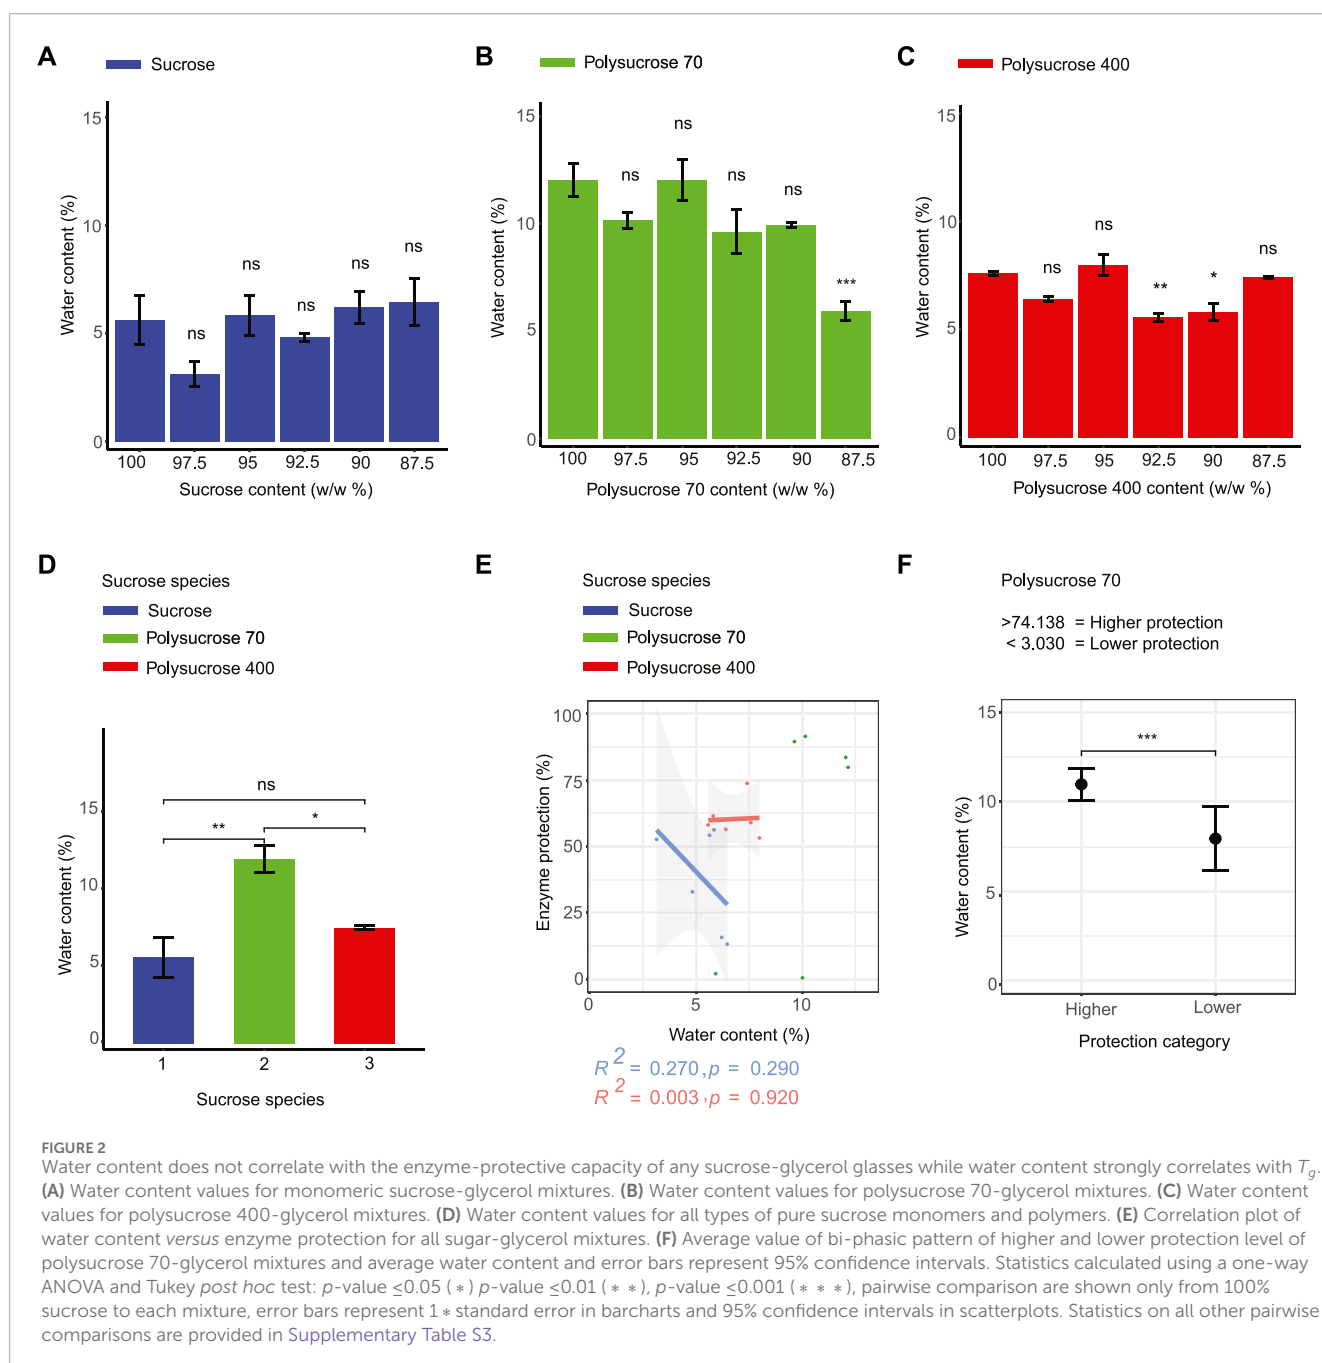 A
Sucrose
Water content (%)
15
10
5
0
ns
ns
ns
ns
ns
100 97.5 95 92.5 90 87.5
Sucrose content (w/w %)
B
Polysucrose 70
Water content (%)
15
10
5
0
ns
ns
ns
ns
***
100 97.5 95 92.5 90 87.5
Polysucrose 70 content (w/w %)
C
Polysucrose 400
Water content (%)
15
10
5
0
ns
ns
**
*
ns
100 97.5 95 92.5 90 87.5
Polysucrose 400 content (w/w %)
D
Sucrose species
Sucrose
Polysucrose 70
Polysucrose 400
Water content (%)
15
10
5
0
ns
**
*
1 2 3
Sucrose species
E
Sucrose species
Sucrose
Polysucrose 70
Polysucrose 400
Enzyme protection (%)
100
75
50
25
0
0 5 10
Water content (%)
R² = 0.270, p = 0.290
R² = 0.003, p = 0.920
F
Polysucrose 70
>74.138 = Higher protection
< 3.030 = Lower protection
Water content (%)
15
10
5
0
***
Higher Lower
Protection category
FIGURE 2
Water content does not correlate with the enzyme-protective capacity of any sucrose-glycerol glasses while water content strongly correlates with Tg.
(A) Water content values for monomeric sucrose-glycerol mixtures. (B) Water content values for polysucrose 70-glycerol mixtures. (C) Water content
values for polysucrose 400-glycerol mixtures. (D) Water content values for all types of pure sucrose monomers and polymers. (E) Correlation plot of
water content versus enzyme protection for all sugar-glycerol mixtures. (F) Average value of bi-phasic pattern of higher and lower protection level of
polysucrose 70-glycerol mixtures and average water content and error bars represent 95% confidence intervals. Statistics calculated using a one-way
ANOVA and Tukey post hoc test: p-value ≤0.05 (*) p-value ≤0.01 (* *), p-value ≤0.001 (* * *), pairwise comparison are shown only from 100%
sucrose to each mixture, error bars represent 1 * standard error in barcharts and 95% confidence intervals in scatterplots. Statistics on all other pairwise
comparisons are provided in Supplementary Table S3.